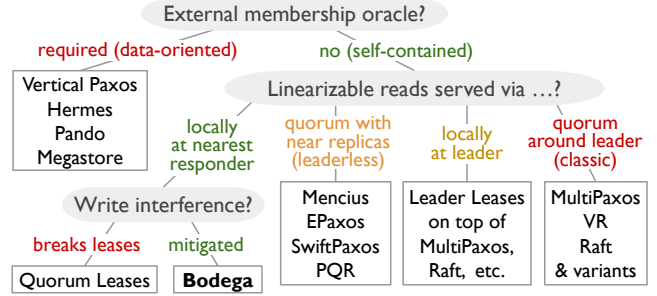 External membership oracle?
required (data-oriented)
no (self-contained)
Vertical Paxos
Hermes
Pando
Megastore
Linearizable reads served via …?
locally
at nearest
responder
quorum with
near replicas
(leaderless)
locally
at leader
quorum
around leader
(classic)
Write interference?
breaks leases
mitigated
Quorum Leases
Bodega
Mencius
EPaxos
SwiftPaxos
PQR
Leader Leases
on top of
MultiPaxos,
Raft, etc.
MultiPaxos
VR
Raft
& variants